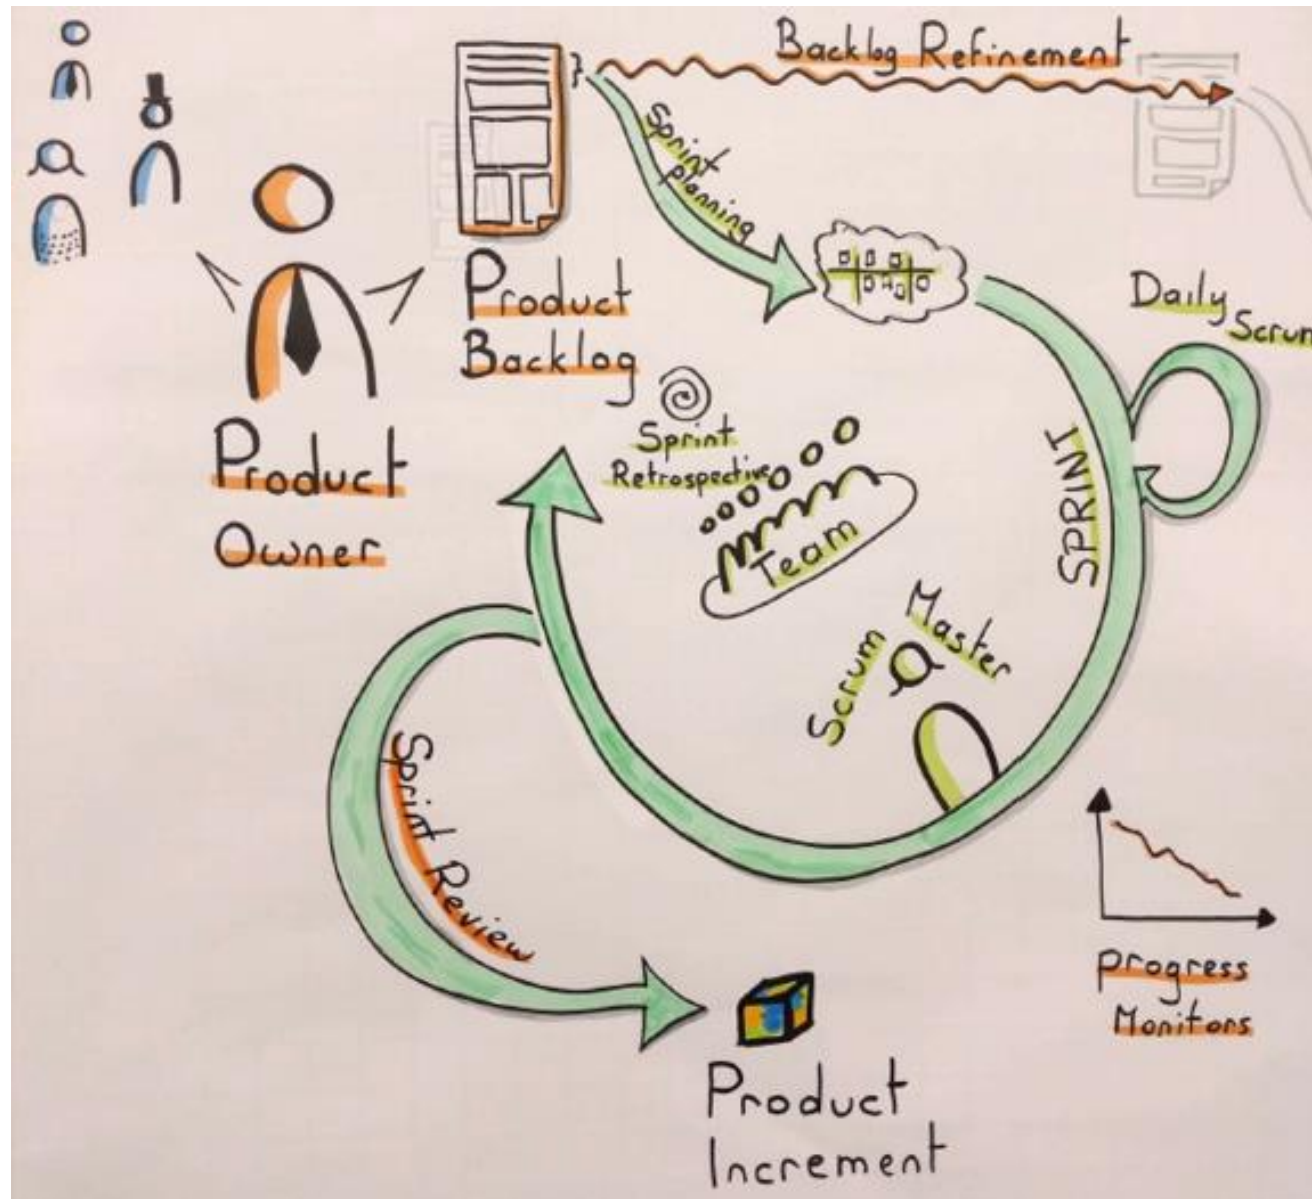 Backlog Refinement
Sprint
planning
Product
Backlog
Daily
Scrum
Product
Owner
Sprint
Retrospective
Team
SPRINT
Scrum
Master
Sprint Review
progress
Monitors
Product
Increment